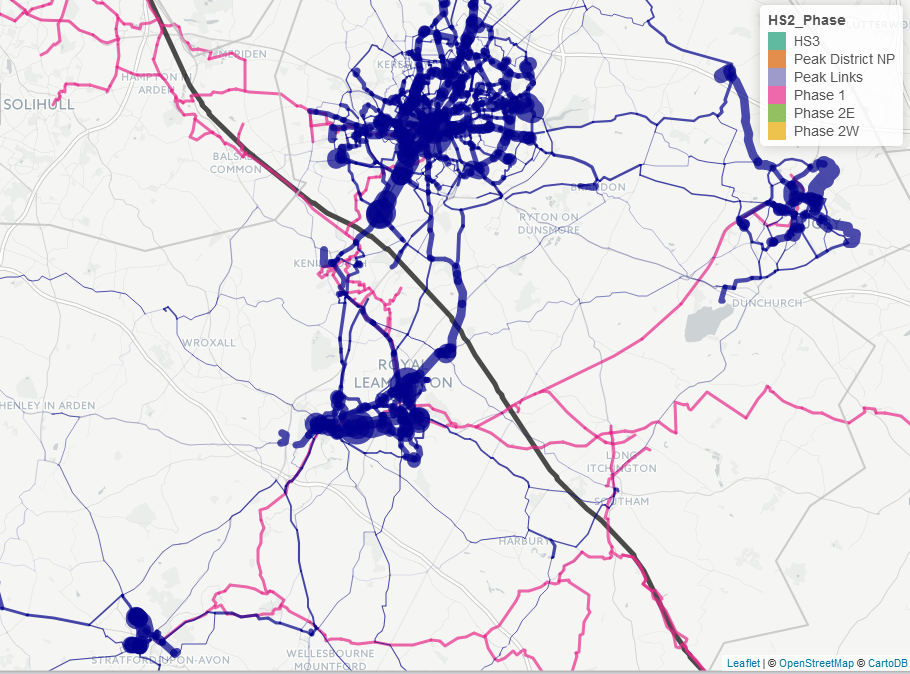 HS2_Phase
HS3
Peak District NP
Peak Links
Phase 1
Phase 2E
Phase 2W
MERIDEN
HAMPTON IN
ARDEN
SOLIHULL
BALSALL
COMMON
BRANDON
RYTON ON
DUNSMORE
DUNCHURCH
WROXALL
ROYAL
LEAMINGTON
HENLEY IN ARDEN
LONG
ITCHINGTON
SOUTHAM
HARBURY
WELLESBOURNE
MOUNTFORD
STRATFORD-UPON-AVON
Leaflet | © OpenStreetMap © CartoDB